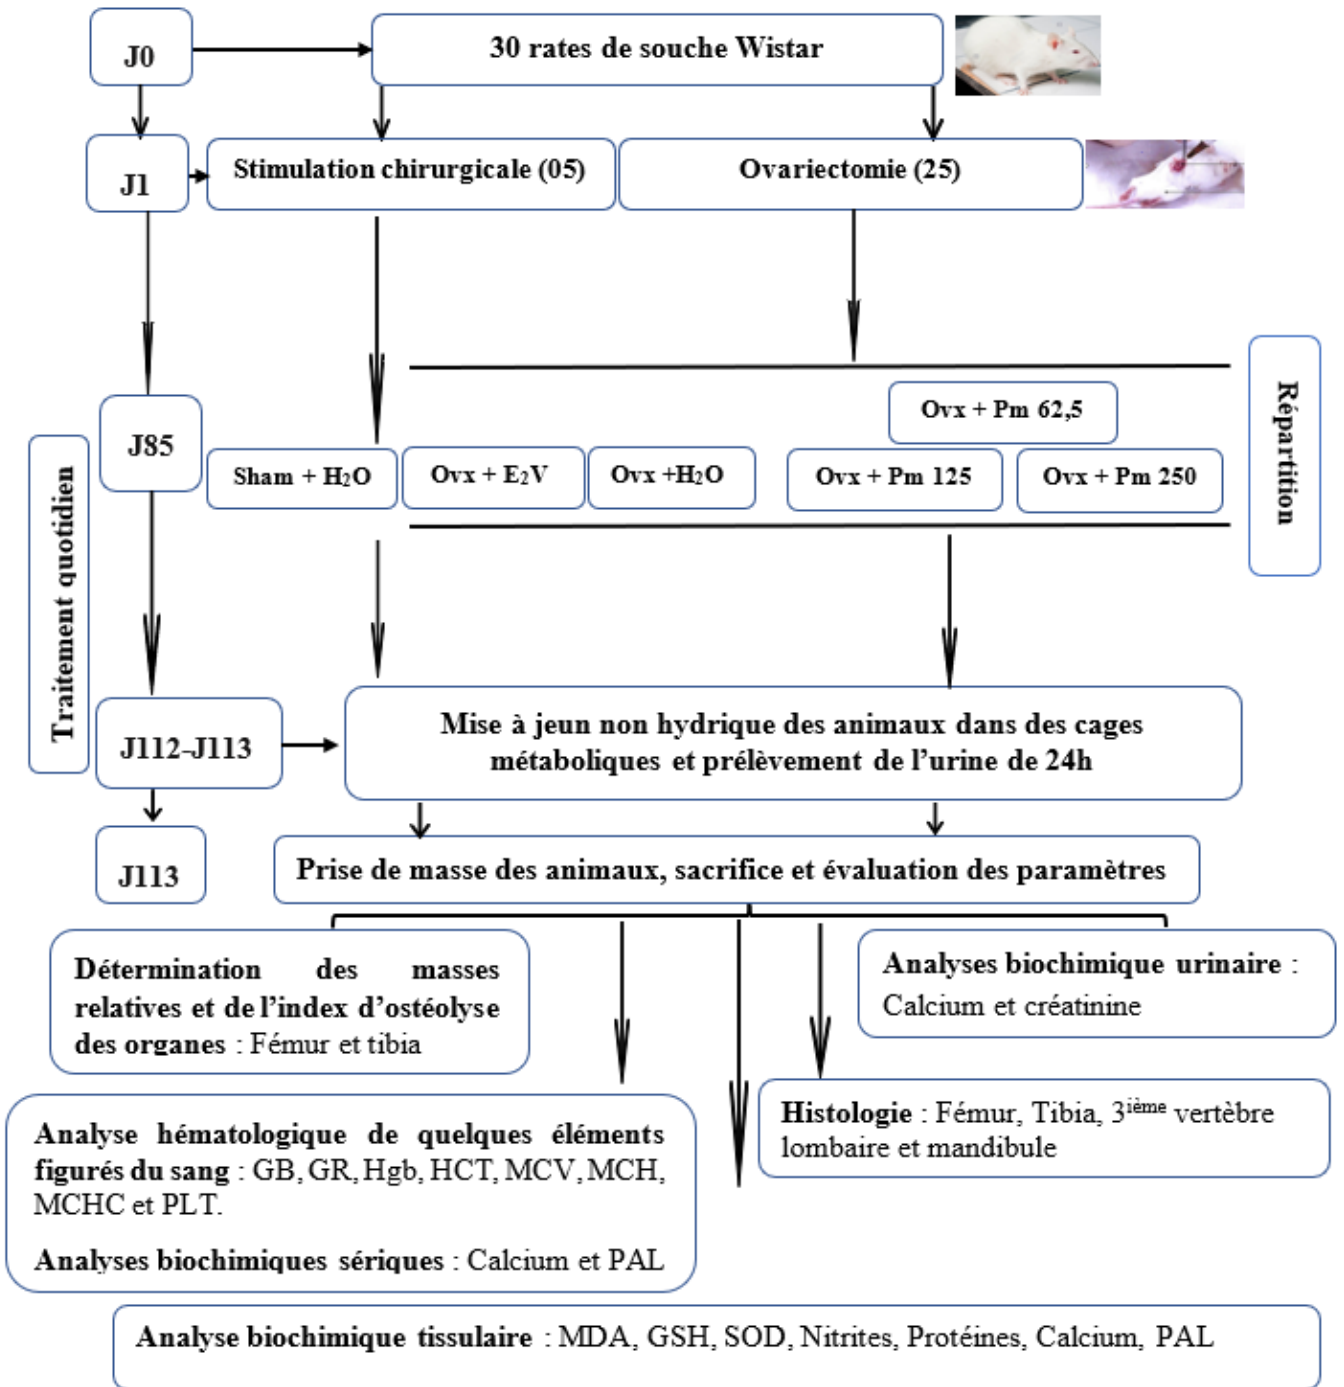 J0
30 rates de souche Wistar
J1
Stimulation chirurgicale (05)
Ovariectomie (25)
Répartition
Ovx + Pm 62,5
J85
Sham + H₂O
Ovx + E₂V
Ovx +H₂O
Ovx + Pm 125
Ovx + Pm 250
Traitement quotidien
J112-J113
Mise à jeun non hydrique des animaux dans des cages
métaboliques et prélèvement de l’urine de 24h
J113
Prise de masse des animaux, sacrifice et évaluation des paramètres
Détermination des masses
relatives et de l’index d’ostéolyse
des organes : Fémur et tibia
Analyses biochimique urinaire :
Calcium et créatinine
Analyse hématologique de quelques éléments
figurés du sang : GB, GR, Hgb, HCT, MCV, MCH,
MCHC et PLT.
Analyses biochimiques sériques : Calcium et PAL
Histologie : Fémur, Tibia, 3ième vertèbre
lombaire et mandibule
Analyse biochimique tissulaire : MDA, GSH, SOD, Nitrites, Protéines, Calcium, PAL